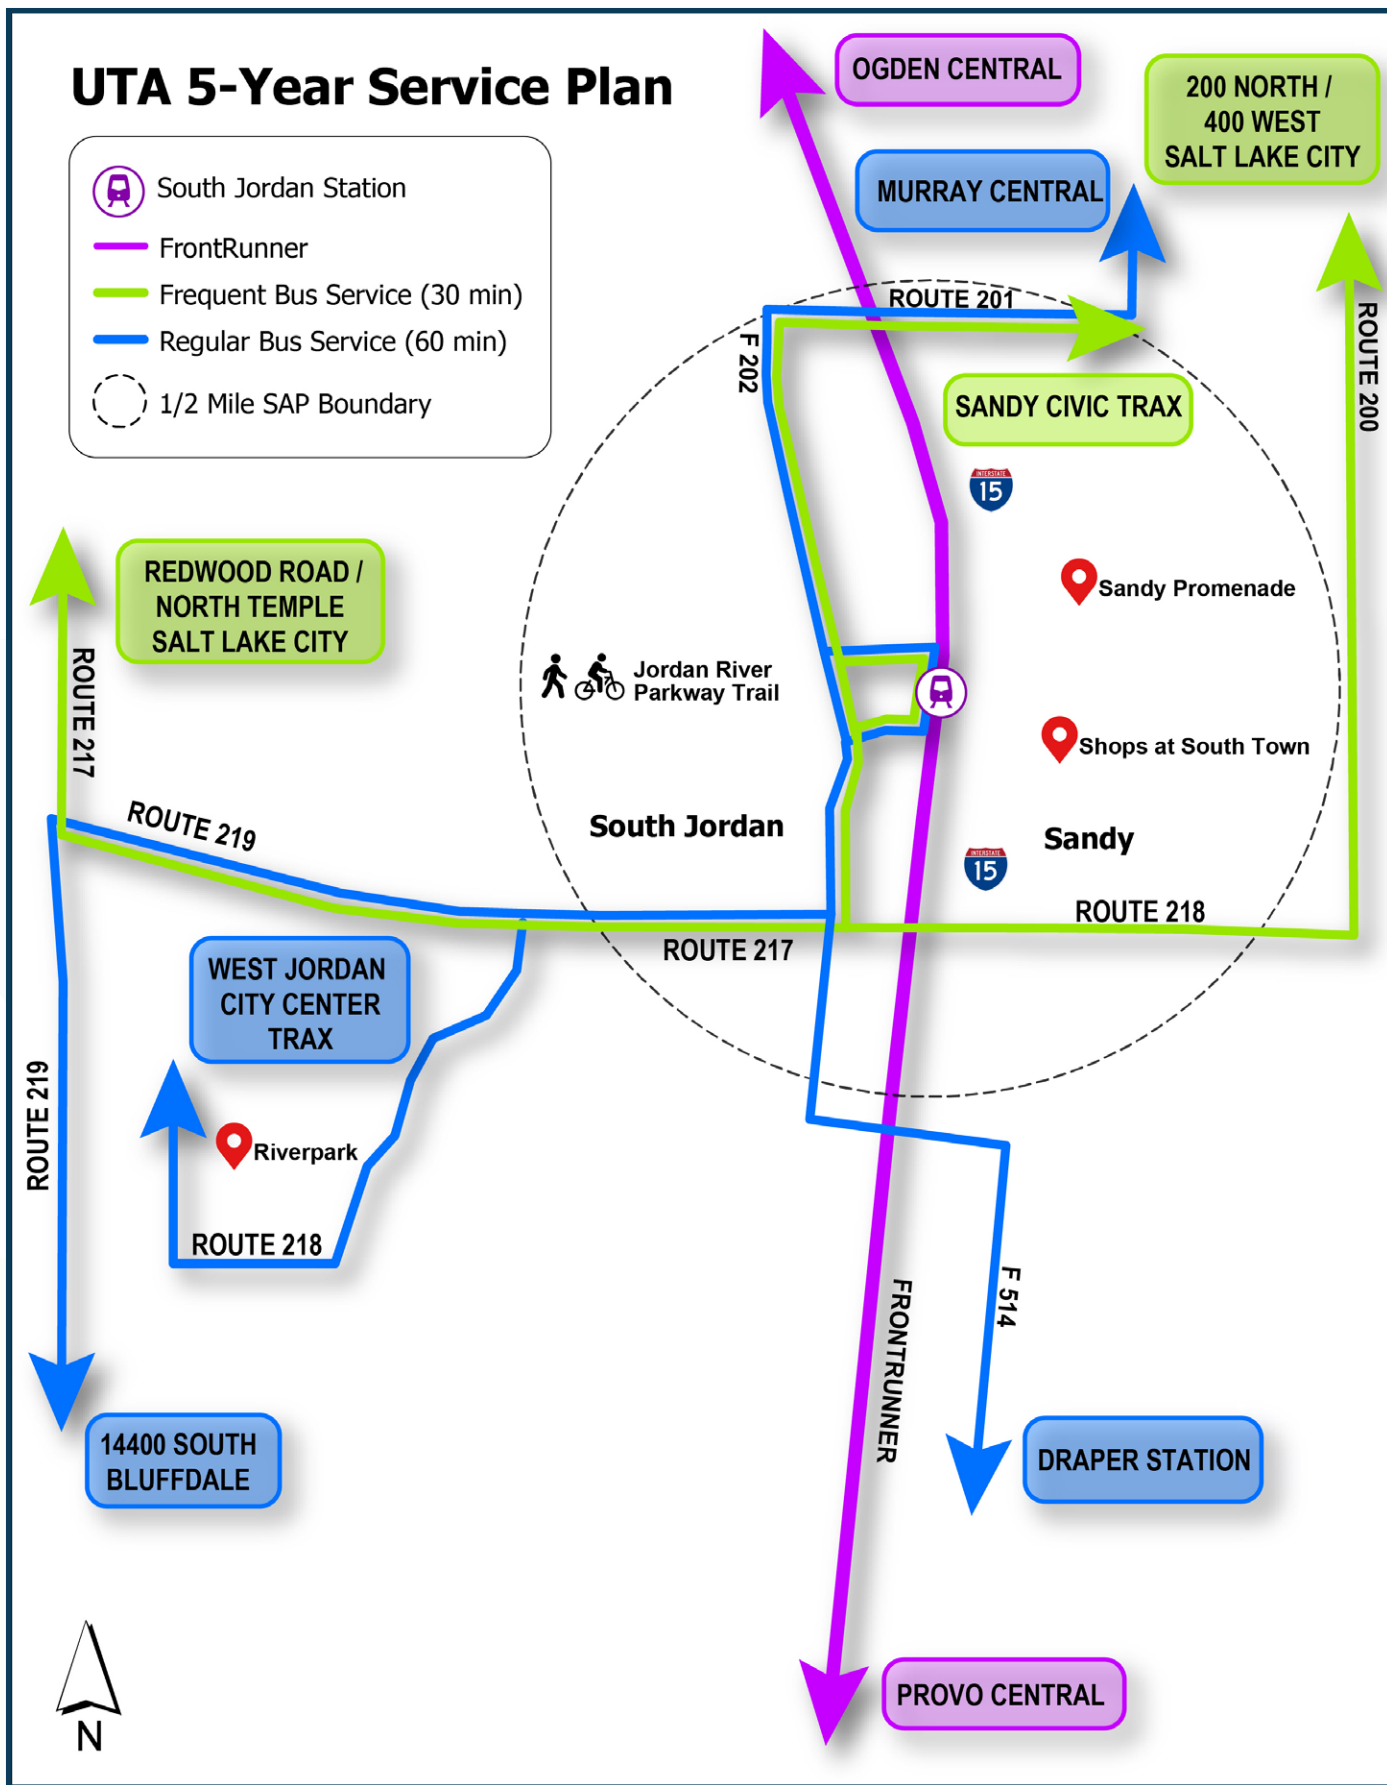 UTA 5-Year Service Plan
South Jordan Station
FrontRunner
Frequent Bus Service (30 min)
Regular Bus Service (60 min)
1/2 Mile SAP Boundary
OGDEN CENTRAL
200 NORTH /
400 WEST
SALT LAKE CITY
MURRAY CENTRAL
ROUTE 201
F 202
ROUTE 200
SANDY CIVIC TRAX
INTERSTATE
15
REDWOOD ROAD /
NORTH TEMPLE
SALT LAKE CITY
Sandy Promenade
ROUTE 217
Jordan River
Parkway Trail
Shops at South Town
ROUTE 219
South Jordan
Sandy
INTERSTATE
15
ROUTE 218
ROUTE 217
WEST JORDAN
CITY CENTER
TRAX
ROUTE 219
Riverpark
ROUTE 218
F 514
FRONTRUNNER
14400 SOUTH
BLUFFDALE
DRAPER STATION
PROVO CENTRAL
N